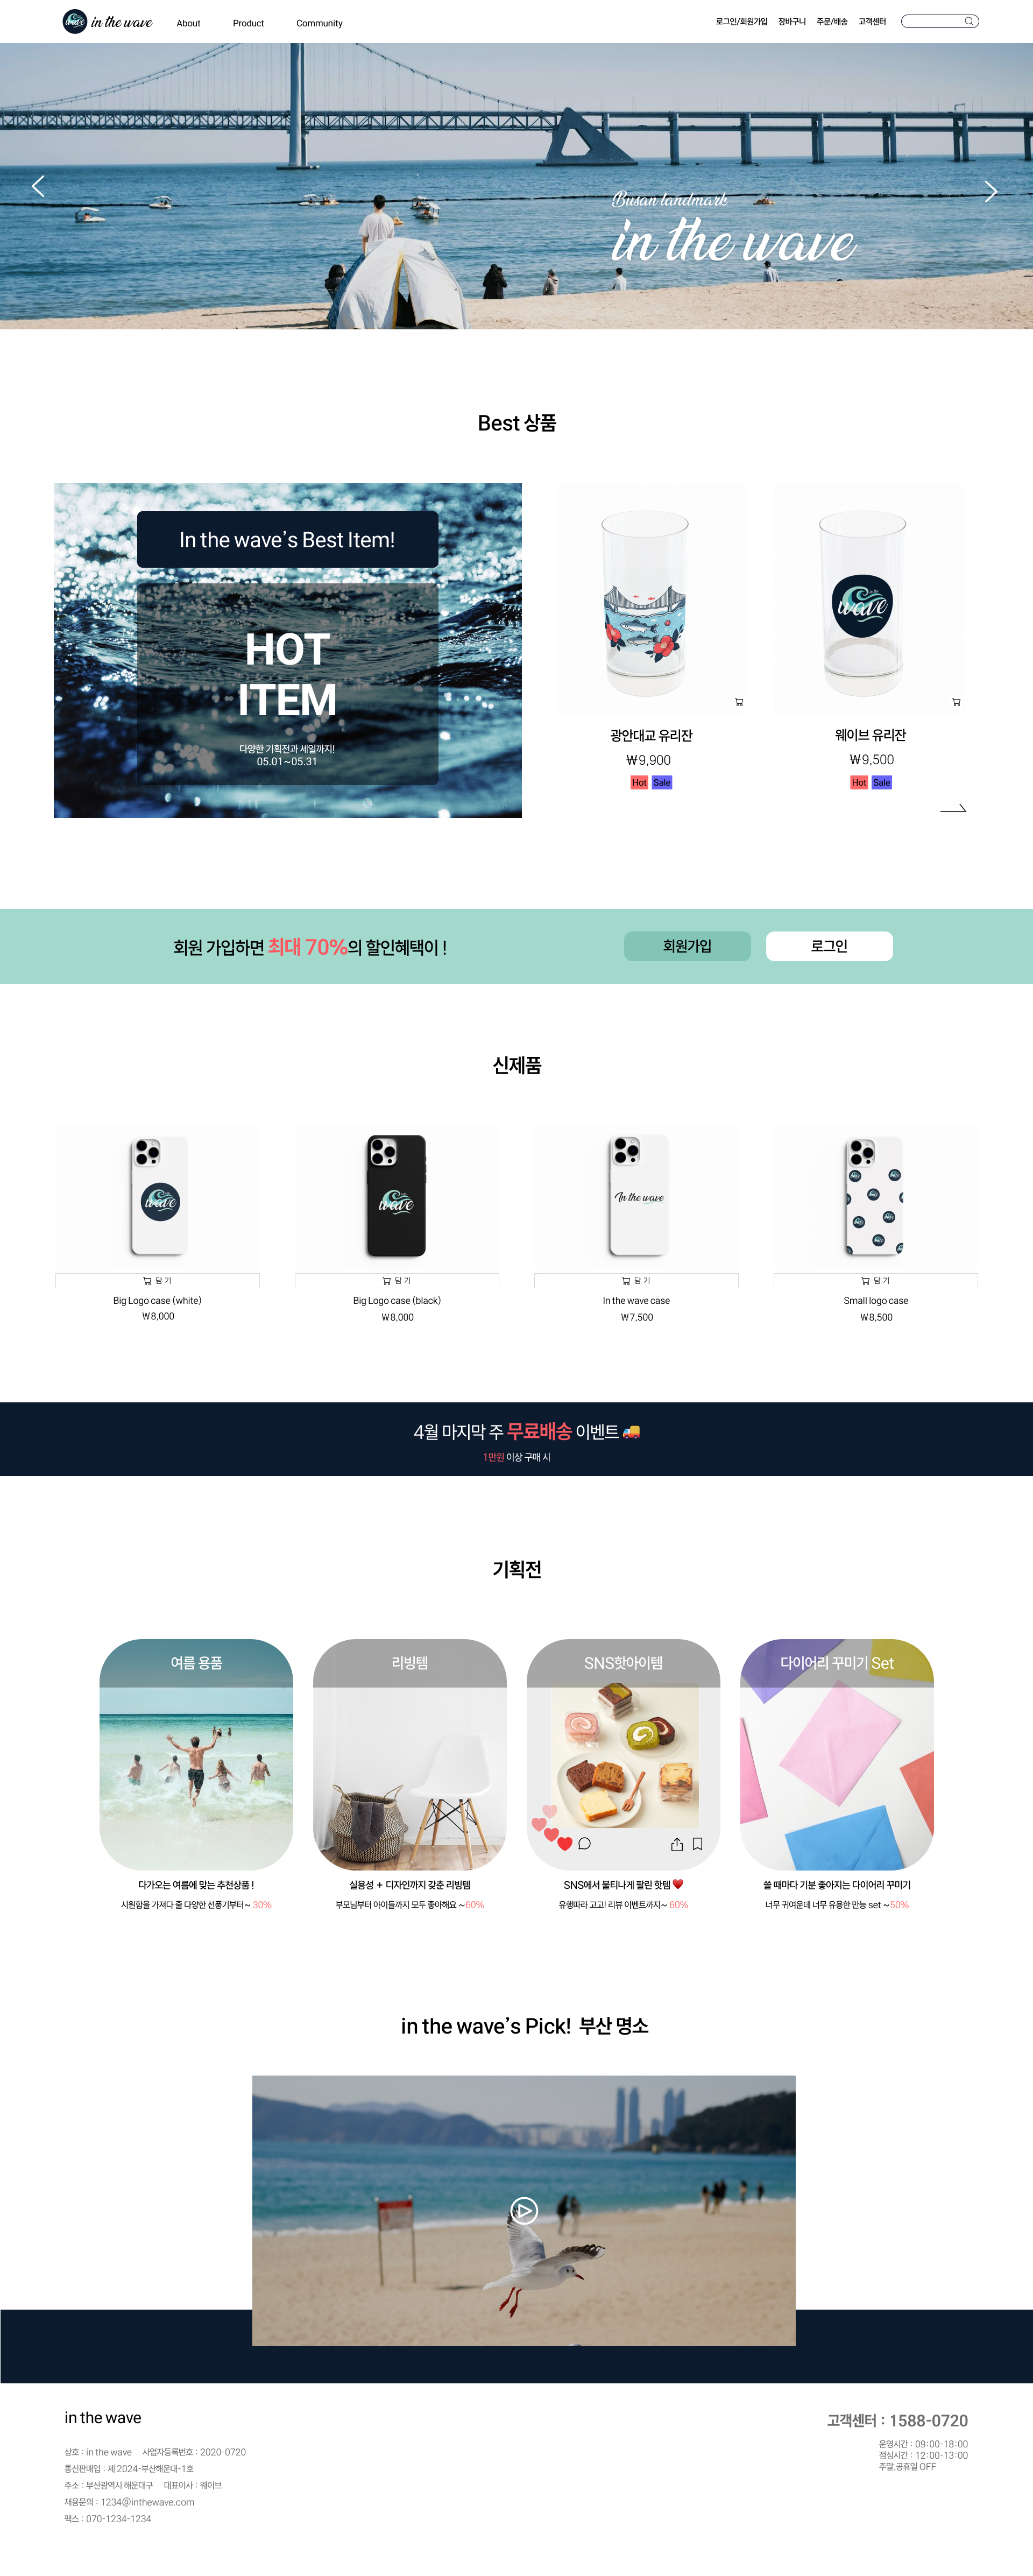 wave in the wave About Product Community 로그인/회원가입 장바구니 주문/배송 고객센터
Busan landmark
in the wave
Best 상품
In the wave's Best Item!
HOT
ITEM
다양한 기획전과 세일까지!
05.01~05.31
wave
광안대교 유리잔
₩9,900
Hot Sale
웨이브 유리잔
₩9,500
Hot Sale
회원 가입하면 최대 70%의 할인혜택이 !
회원가입
로그인
신제품
wave
wave
In the wave
담기
담기
담기
담기
Big Logo case (white)
₩8,000
Big Logo case (black)
₩8,000
In the wave case
₩7,500
Small logo case
₩8,500
4월 마지막 주 무료배송 이벤트 🚚
1만원 이상 구매 시
기획전
여름 용품
리빙템
SNS핫아이템
다이어리 꾸미기 Set
다가오는 여름에 맞는 추천상품 !
시원함을 가져다 줄 다양한 선풍기부터~ 30%
실용성 + 디자인까지 갖춘 리빙템
부모님부터 아이들까지 모두 좋아해요 ~60%
SNS에서 불티나게 팔린 핫템 ♥
유행따라 고고! 리뷰 이벤트까지~ 60%
쓸 때마다 기분 좋아지는 다이어리 꾸미기
너무 귀여운데 너무 유용한 만능 set ~50%
in the wave's Pick! 부산 명소
in the wave
상호 : in the wave 사업자등록번호 : 2020-0720
통신판매업 : 제 2024-부산해운대-1호
주소 : 부산광역시 해운대구 대표이사 : 웨이브
채용문의 : 1234@inthewave.com
팩스 : 070-1234-1234
고객센터 : 1588-0720
운영시간 : 09:00-18:00
점심시간 : 12:00-13:00
주말,공휴일 OFF